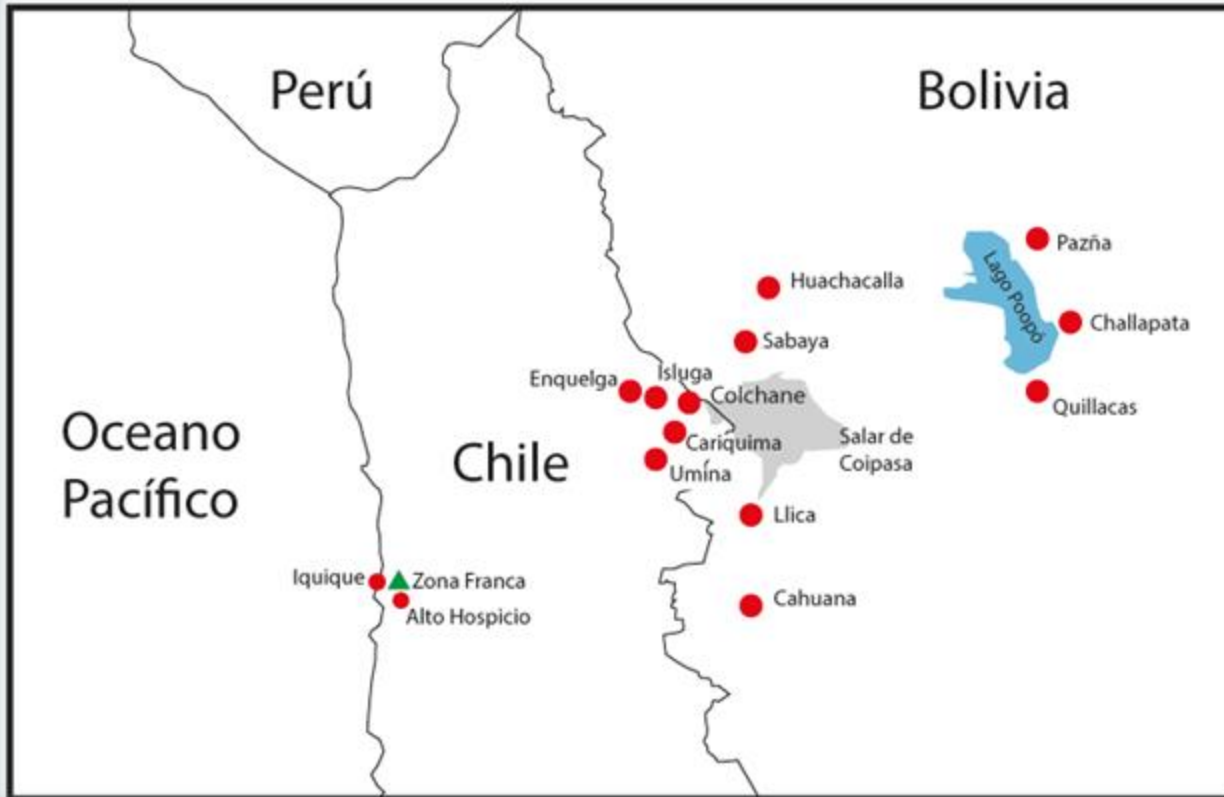 Perú
Bolivia
Pazña
Lago Poopó
Huachacalla
Challapata
Sabaya
Isluga
Enquelga
Colchane
Quillacas
Oceano
Pacífico
Chile
Cariquima
Salar de
Coipasa
Umína
Llica
Iquique
Zona Franca
Cahuana
Alto Hospicio